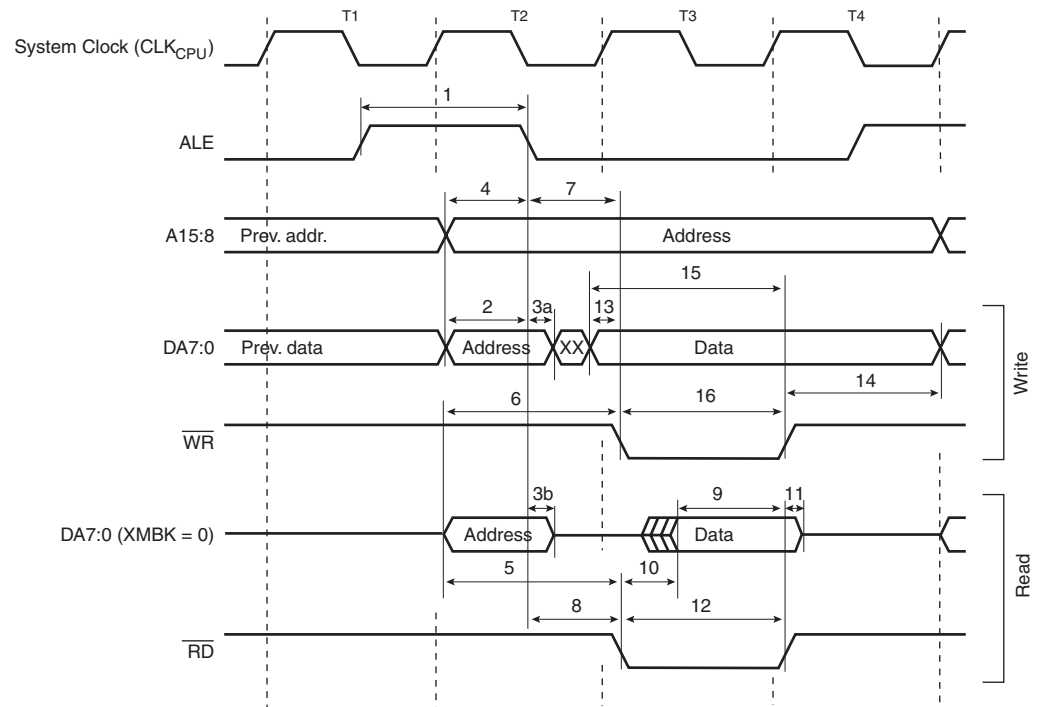 T1 T2 T3 T4
System Clock (CLKCPU)
1
ALE
4 7
A15:8 Prev. addr. Address
15
2 3a 13
DA7:0 Prev. data Address XX Data
14
6 16
WR
Write
3b 9 11
DA7:0 (XMBK = 0) Address Data
5 10
8 12
RD
Read